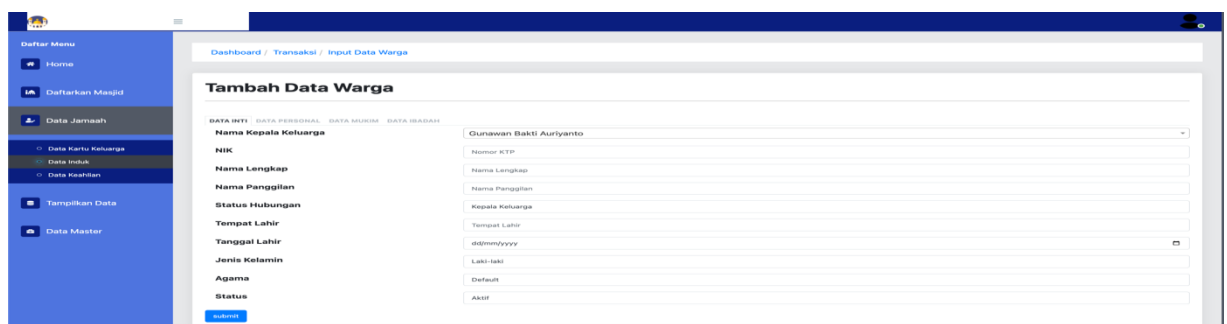 Daftar Menu
Home
Daftarkan Masjid
Data Jamaah
Data Kartu Keluarga
Data Induk
Data Keahlian
Tampilkan Data
Data Master
Dashboard / Transaksi / Input Data Warga
Tambah Data Warga
DATA INTI DATA PERSONAL DATA MUKIM DATA IBADAH
Nama Kepala Keluarga Gunawan Bakti Auriyanto
NIK Nomor KTP
Nama Lengkap Nama Lengkap
Nama Panggilan Nama Panggilan
Status Hubungan Kepala Keluarga
Tempat Lahir Tempat Lahir
Tanggal Lahir dd/mm/yyyy
Jenis Kelamin Laki-laki
Agama Default
Status Aktif
submit